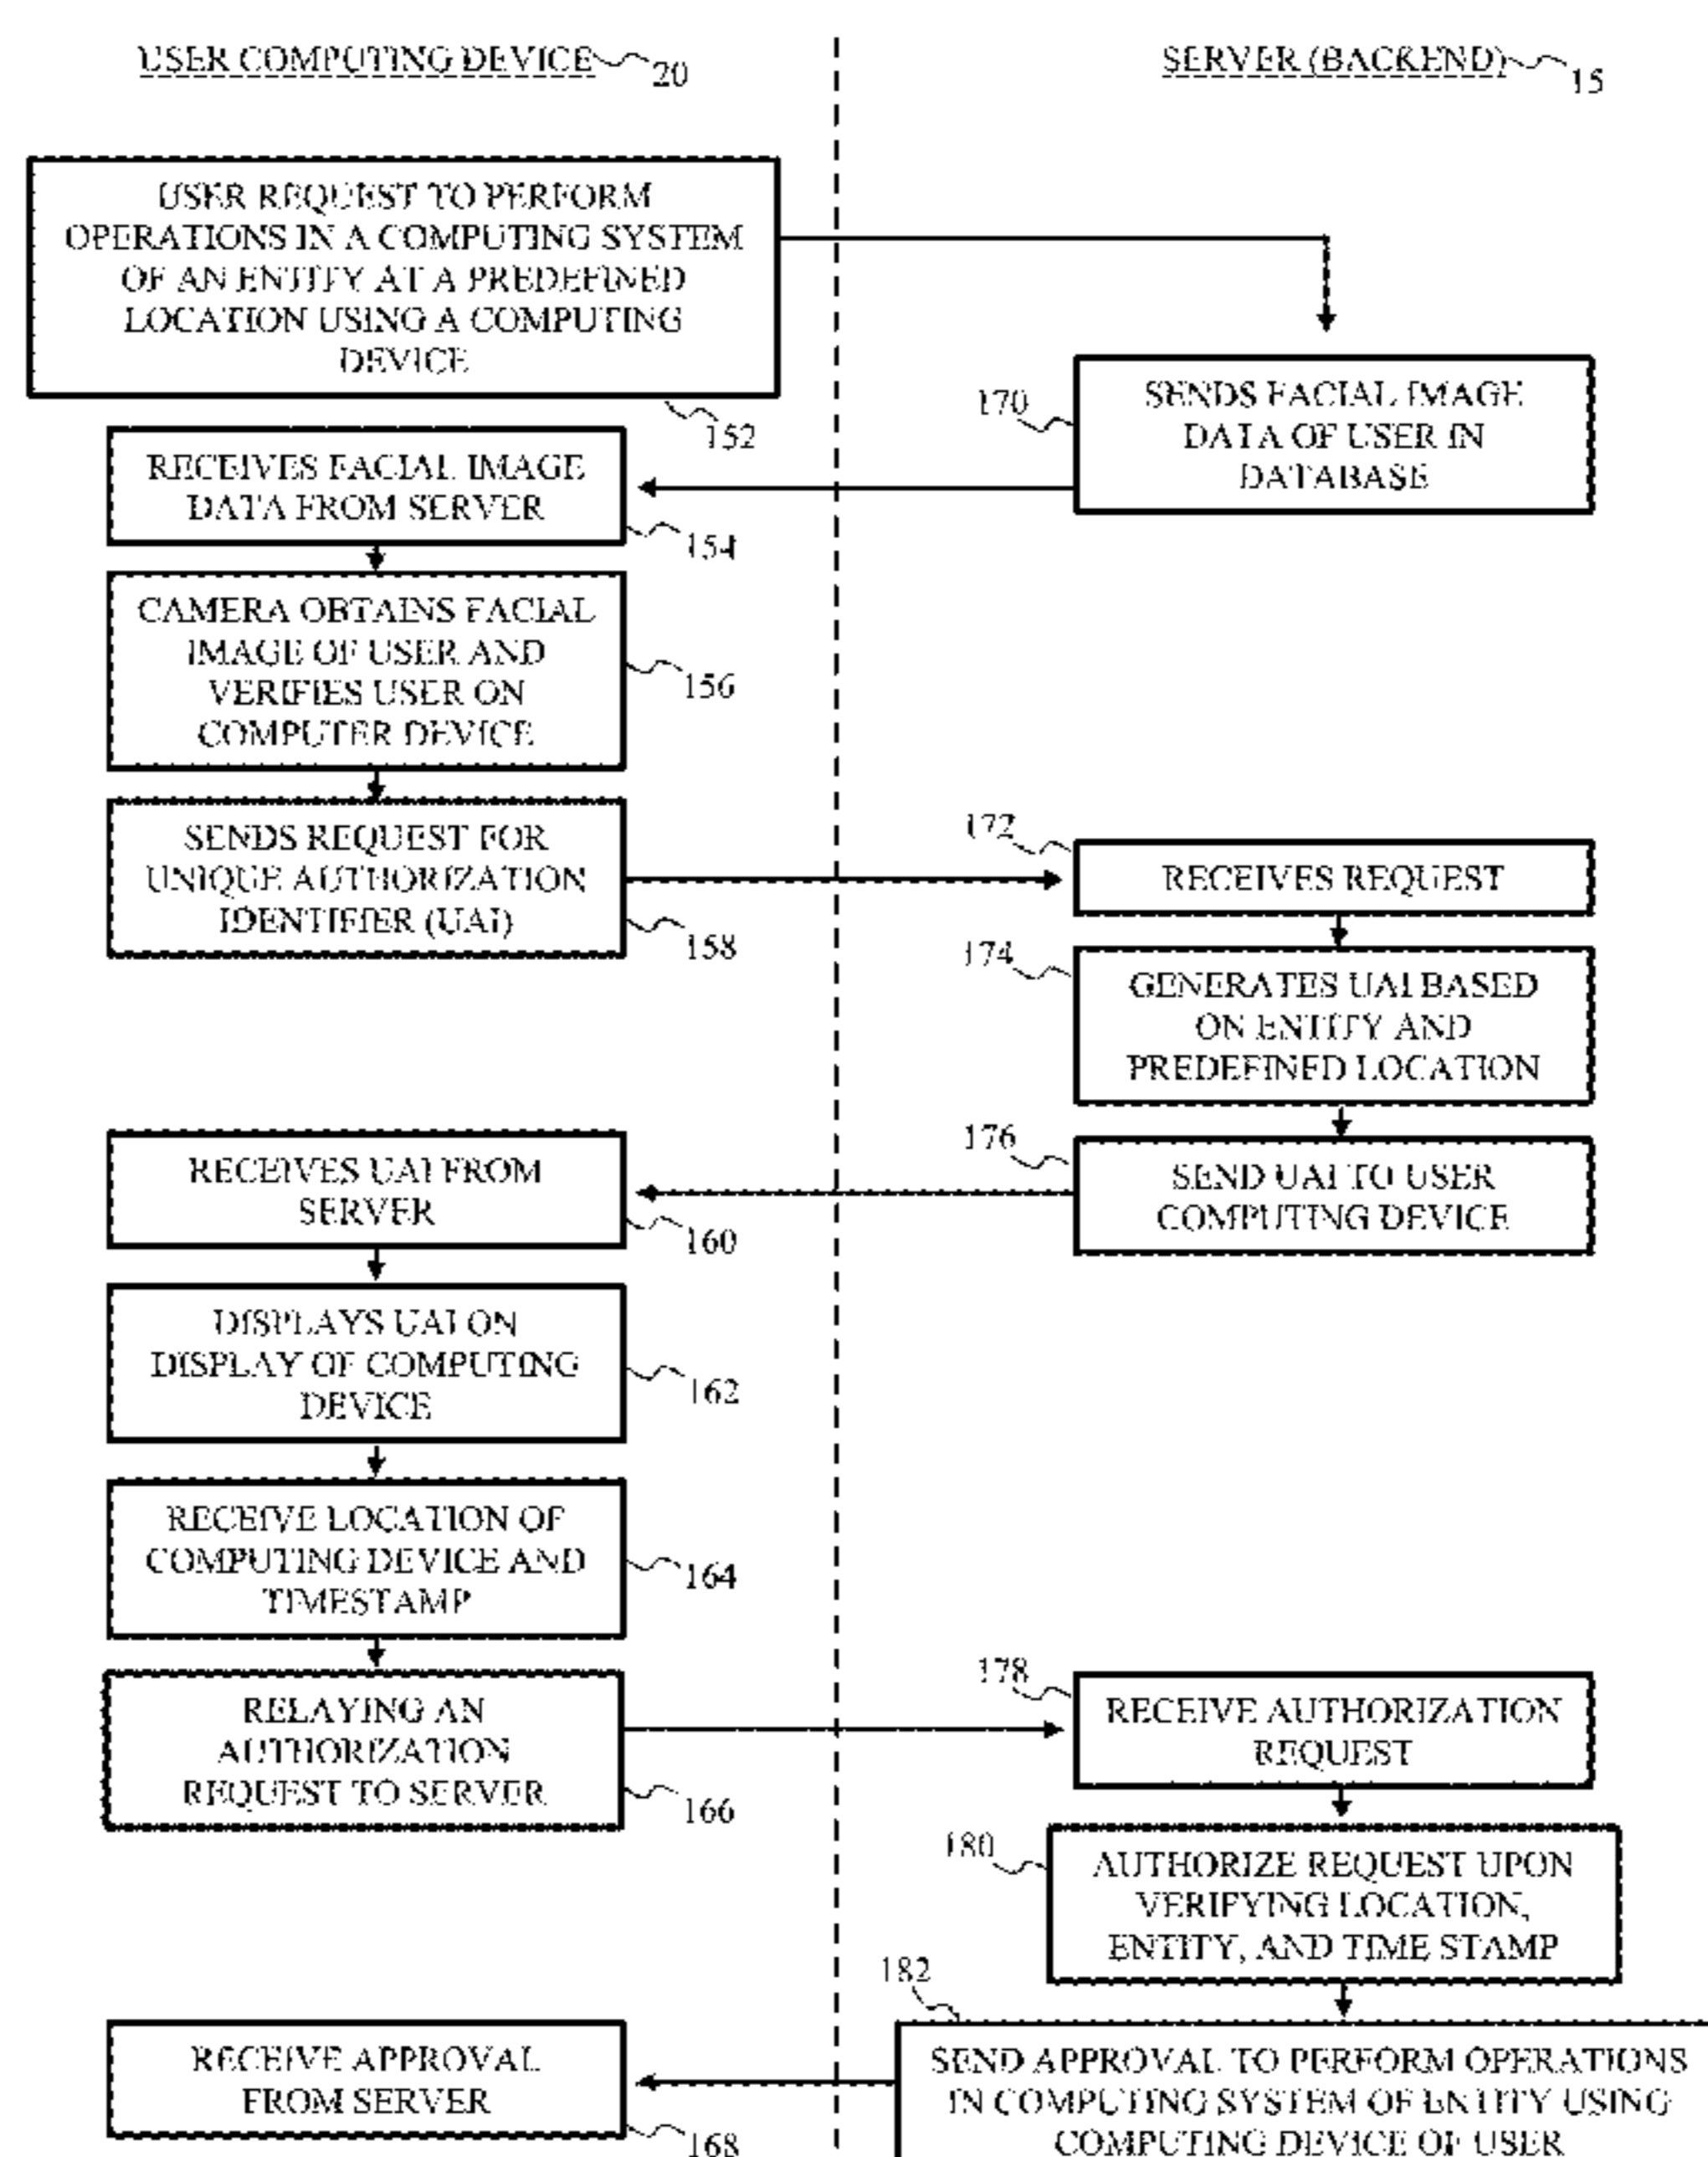 USER COMPUTING DEVICE 20
SERVER (BACKEND) 15
USER REQUEST TO PERFORM
OPERATIONS IN A COMPUTING SYSTEM
OF AN ENTITY AT A PREDEFINED
LOCATION USING A COMPUTING
DEVICE
152
170
SENDS FACIAL IMAGE
DATA OF USER IN
DATABASE
RECEIVES FACIAL IMAGE
DATA FROM SERVER
154
CAMERA OBTAINS FACIAL
IMAGE OF USER AND
VERIFIES USER ON
COMPUTER DEVICE
156
SENDS REQUEST FOR
UNIQUE AUTHORIZATION
IDENTIFIER (UAI)
158
172
RECEIVES REQUEST
174
GENERATES UAI BASED
ON ENTITY AND
PREDEFINED LOCATION
176
SEND UAI TO USER
COMPUTING DEVICE
RECEIVES UAI FROM
SERVER
160
DISPLAYS UAI ON
DISPLAY OF COMPUTING
DEVICE
162
RECEIVE LOCATION OF
COMPUTING DEVICE AND
TIMESTAMP
164
RELAYING AN
AUTHORIZATION
REQUEST TO SERVER
166
178
RECEIVE AUTHORIZATION
REQUEST
180
AUTHORIZE REQUEST UPON
VERIFYING LOCATION,
ENTITY, AND TIME STAMP
182
SEND APPROVAL TO PERFORM OPERATIONS
IN COMPUTING SYSTEM OF ENTITY USING
COMPUTING DEVICE OF USER
RECEIVE APPROVAL
FROM SERVER
168